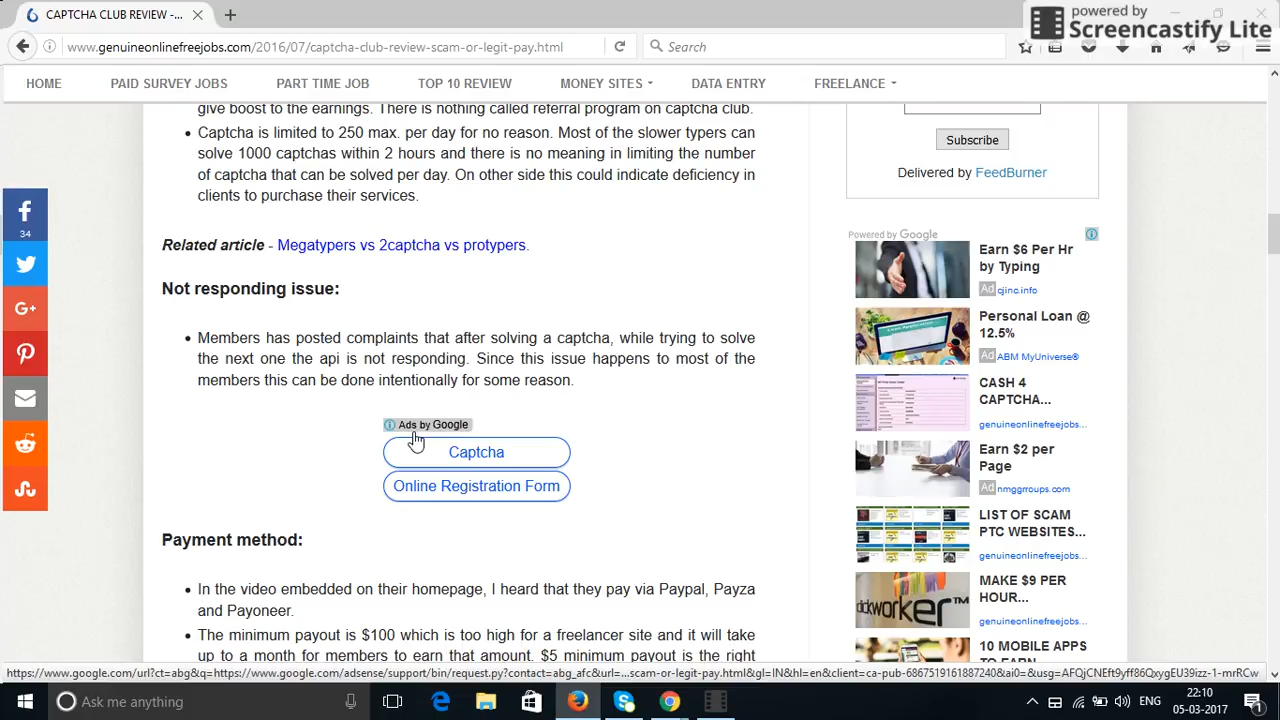 CAPTCHA CLUB REVIEW -...
powered by
Screencastify Lite
www.genuineonlinefreejobs.com/2016/07/captcha-club-review-scam-or-legit-pay.html
Search
HOME
PAID SURVEY JOBS
PART TIME JOB
TOP 10 REVIEW
MONEY SITES
DATA ENTRY
FREELANCE
give boost to the earnings. There is nothing called referral program on captcha club.
Captcha is limited to 250 max. per day for no reason. Most of the slower typers can
solve 1000 captchas within 2 hours and there is no meaning in limiting the number
of captcha that can be solved per day. On other side this could indicate deficiency in
clients to purchase their services.
Related article - Megatypers vs 2captcha vs protypers.
Not responding issue:
Members has posted complaints that after solving a captcha, while trying to solve
the next one the api is not responding. Since this issue happens to most of the
members this can be done intentionally for some reason.
Ads by Google
Captcha
Online Registration Form
Payment method:
In the video embedded on their homepage, I heard that they pay via Paypal, Payza
and Payoneer.
The minimum payout is $100 which is too high for a freelancer site and it will take
up to a month for member to earn that amount. $5 minimum payout is the right
34
Subscribe
Delivered by FeedBurner
Powered by Google
Earn $6 Per Hr
by Typing
Ad cjinc.info
Personal Loan @
12.5%
Ad ABM MyUniverse®
CASH 4
CAPTCHA...
genuineonlinefreejobs...
Earn $2 per
Page
Ad nmggrroups.com
LIST OF SCAM
PTC WEBSITES...
genuineonlinefreejobs...
MAKE $9 PER
HOUR...
genuineonlinefreejobs...
10 MOBILE APPS
TO EARN
Ask me anything
ENG
22:10
05-03-2017